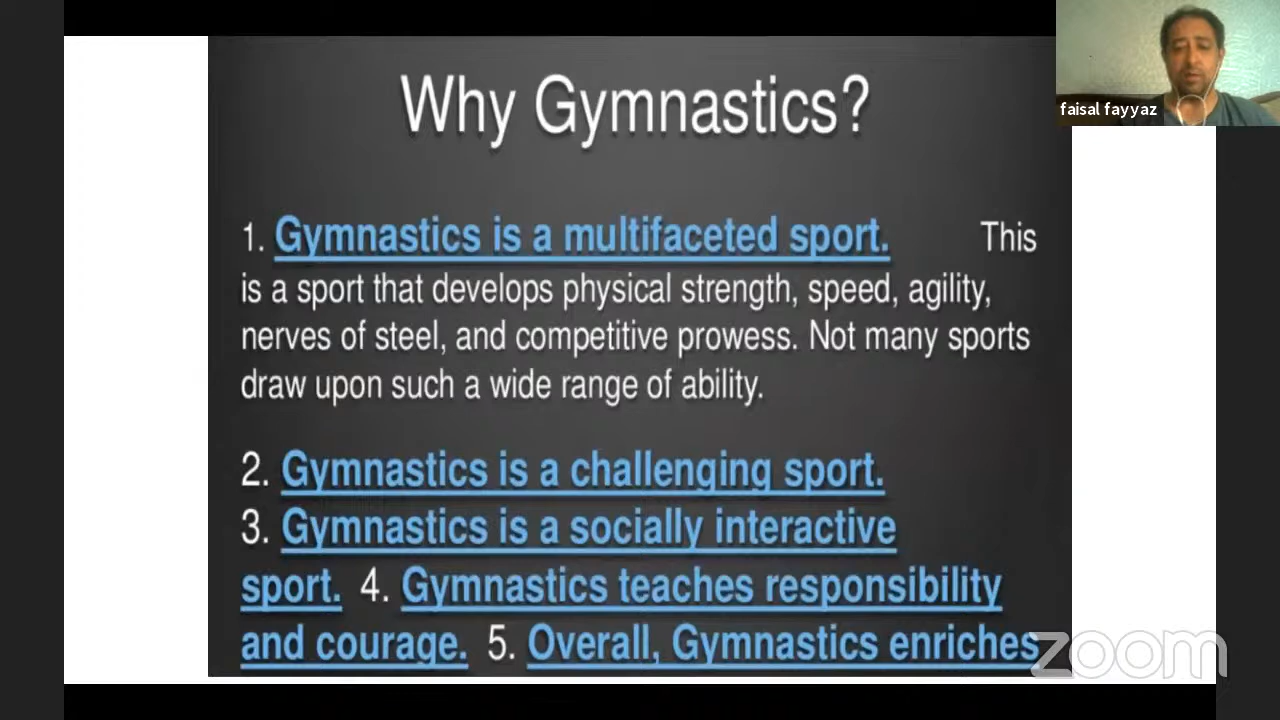 Why Gymnastics?
1. Gymnastics is a multifaceted sport. This
is a sport that develops physical strength, speed, agility,
nerves of steel, and competitive prowess. Not many sports
draw upon such a wide range of ability.
2. Gymnastics is a challenging sport.
3. Gymnastics is a socially interactive
sport. 4. Gymnastics teaches responsibility
and courage. 5. Overall, Gymnastics enriches
faisal fayyaz
zoom